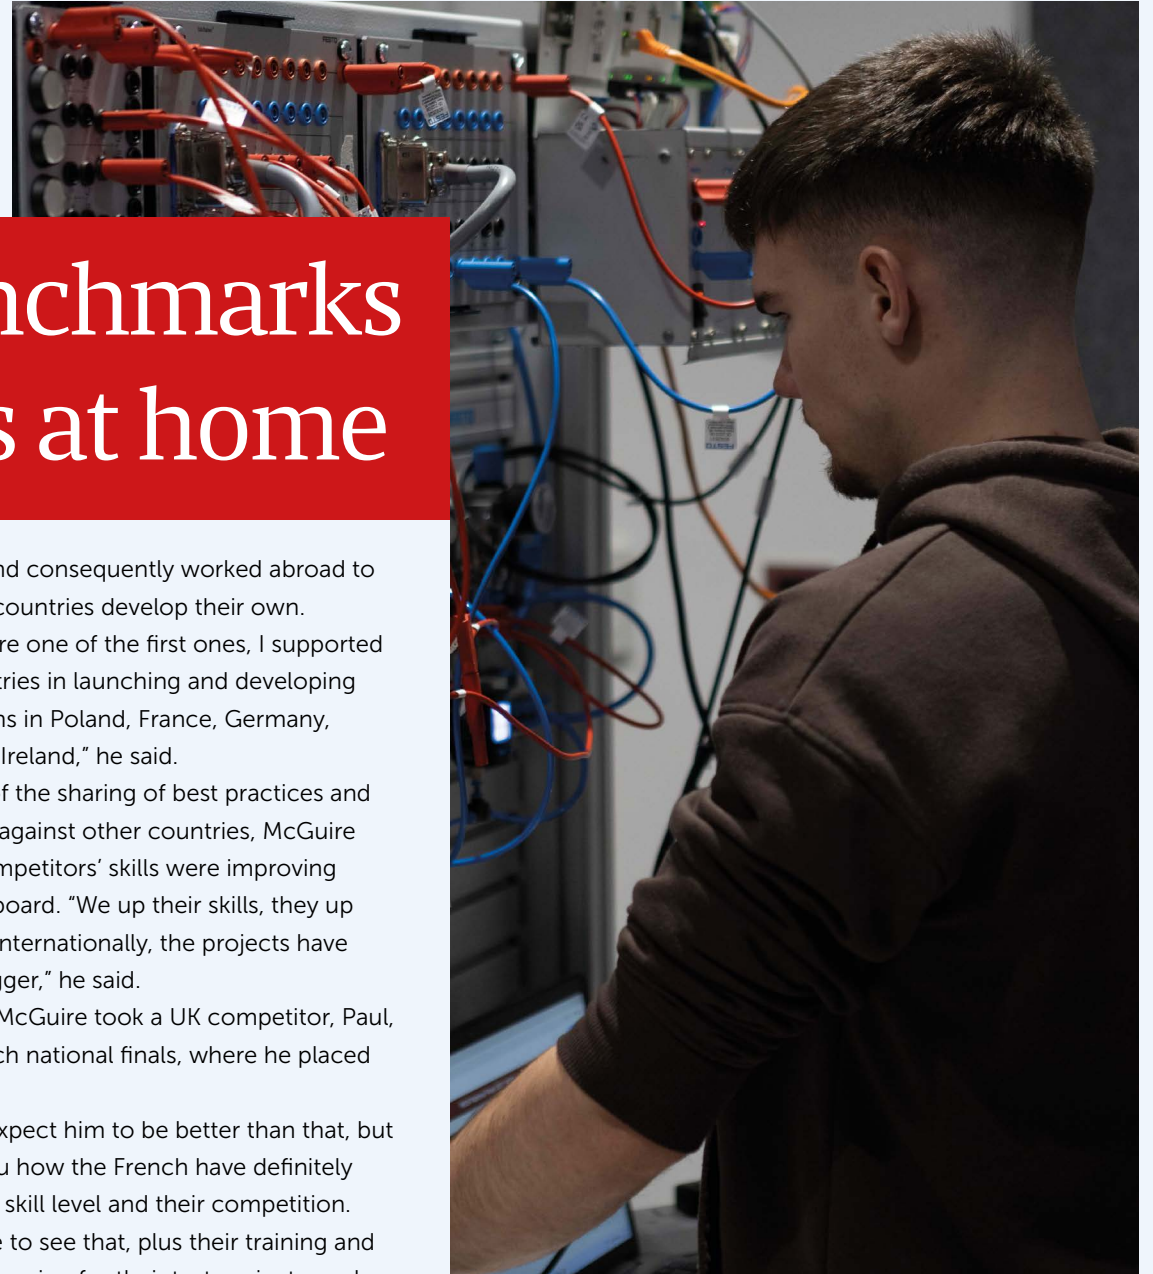 nchmarks
s at home
nd consequently worked abroad to
countries develop their own.
re one of the first ones, I supported
tries in launching and developing
ns in Poland, France, Germany,
Ireland,” he said.
f the sharing of best practices and
against other countries, McGuire
mpetitors’ skills were improving
board. “We up their skills, they up
nternationally, the projects have
gger,” he said.
McGuire took a UK competitor, Paul,
ch national finals, where he placed
xpect him to be better than that, but
u how the French have definitely
skill level and their competition.
e to see that, plus their training and
FESTO